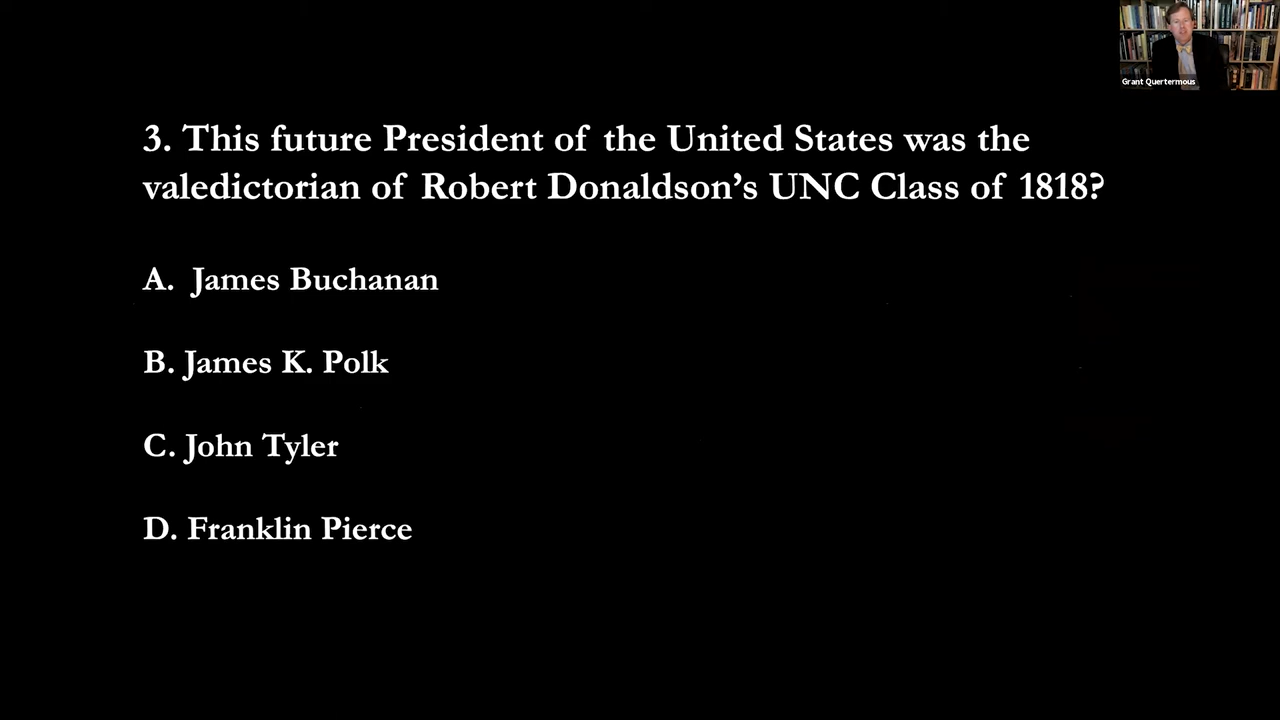 Grant Quertermous
3. This future President of the United States was the
valedictorian of Robert Donaldson’s UNC Class of 1818?
A. James Buchanan
B. James K. Polk
C. John Tyler
D. Franklin Pierce